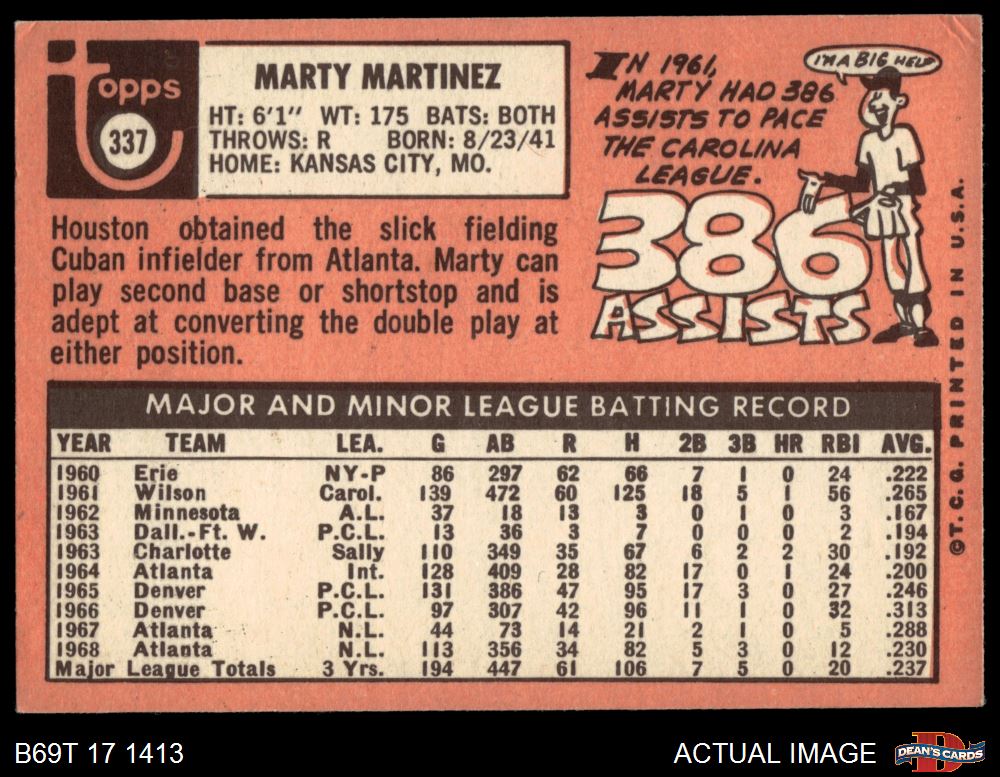 Topps
337
MARTY MARTINEZ
HT: 6'1" WT: 175 BATS: BOTH
THROWS: R BORN: 8/23/41
HOME: KANSAS CITY, MO.
IN 1961,
MARTY HAD 386
ASSISTS TO PACE
THE CAROLINA
LEAGUE.
I'M A BIG HELP
386
ASSISTS
Houston obtained the slick fielding
Cuban infielder from Atlanta. Marty can
play second base or shortstop and is
adept at converting the double play at
either position.
MAJOR AND MINOR LEAGUE BATTING RECORD
YEAR TEAM LEA. G AB R H 2B 3B HR RBI AVG.
1960 Erie NY-P 86 297 62 66 7 1 0 24 .222
1961 Wilson Carol. 139 472 60 125 18 5 1 56 .265
1962 Minnesota A.L. 37 18 13 3 0 1 0 3 .167
1963 Dall.-Ft. W. P.C.L. 13 36 3 7 0 0 0 2 .194
1963 Charlotte Sally 110 349 35 67 6 2 2 30 .192
1964 Atlanta Int. 128 409 28 82 17 0 1 24 .200
1965 Denver P.C.L. 131 386 47 95 17 3 0 27 .246
1966 Denver P.C.L. 97 307 42 96 11 1 0 32 .313
1967 Atlanta N.L. 44 73 14 21 2 1 0 5 .288
1968 Atlanta N.L. 113 356 34 82 5 3 0 12 .230
Major League Totals 3 Yrs. 194 447 61 106 7 5 0 20 .237
©T.C.G. PRINTED IN U.S.A.
B69T 17 1413
ACTUAL IMAGE
D
DEAN'S CARDS